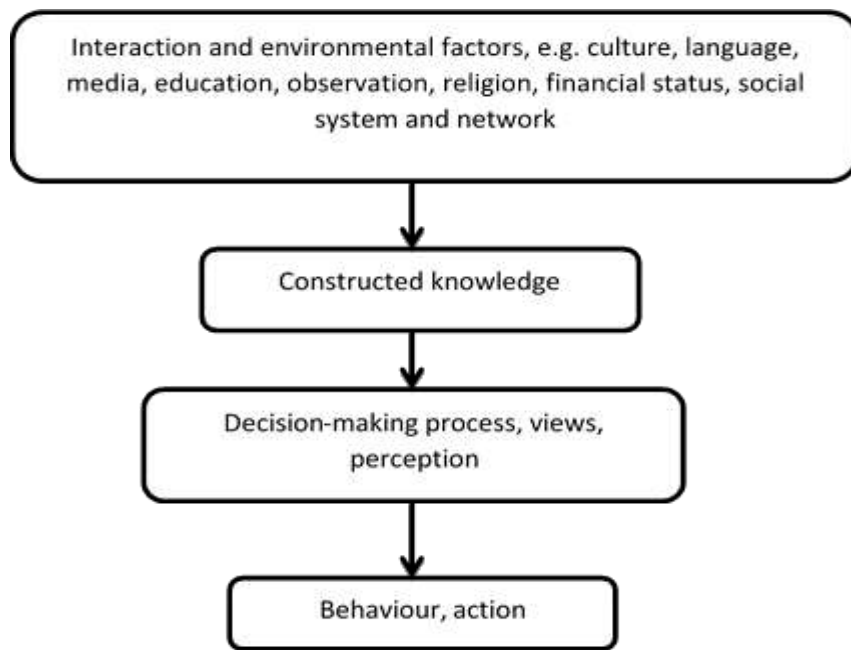 Interaction and environmental factors, e.g. culture, language,
media, education, observation, religion, financial status, social
system and network
Constructed knowledge
Decision-making process, views,
perception
Behaviour, action